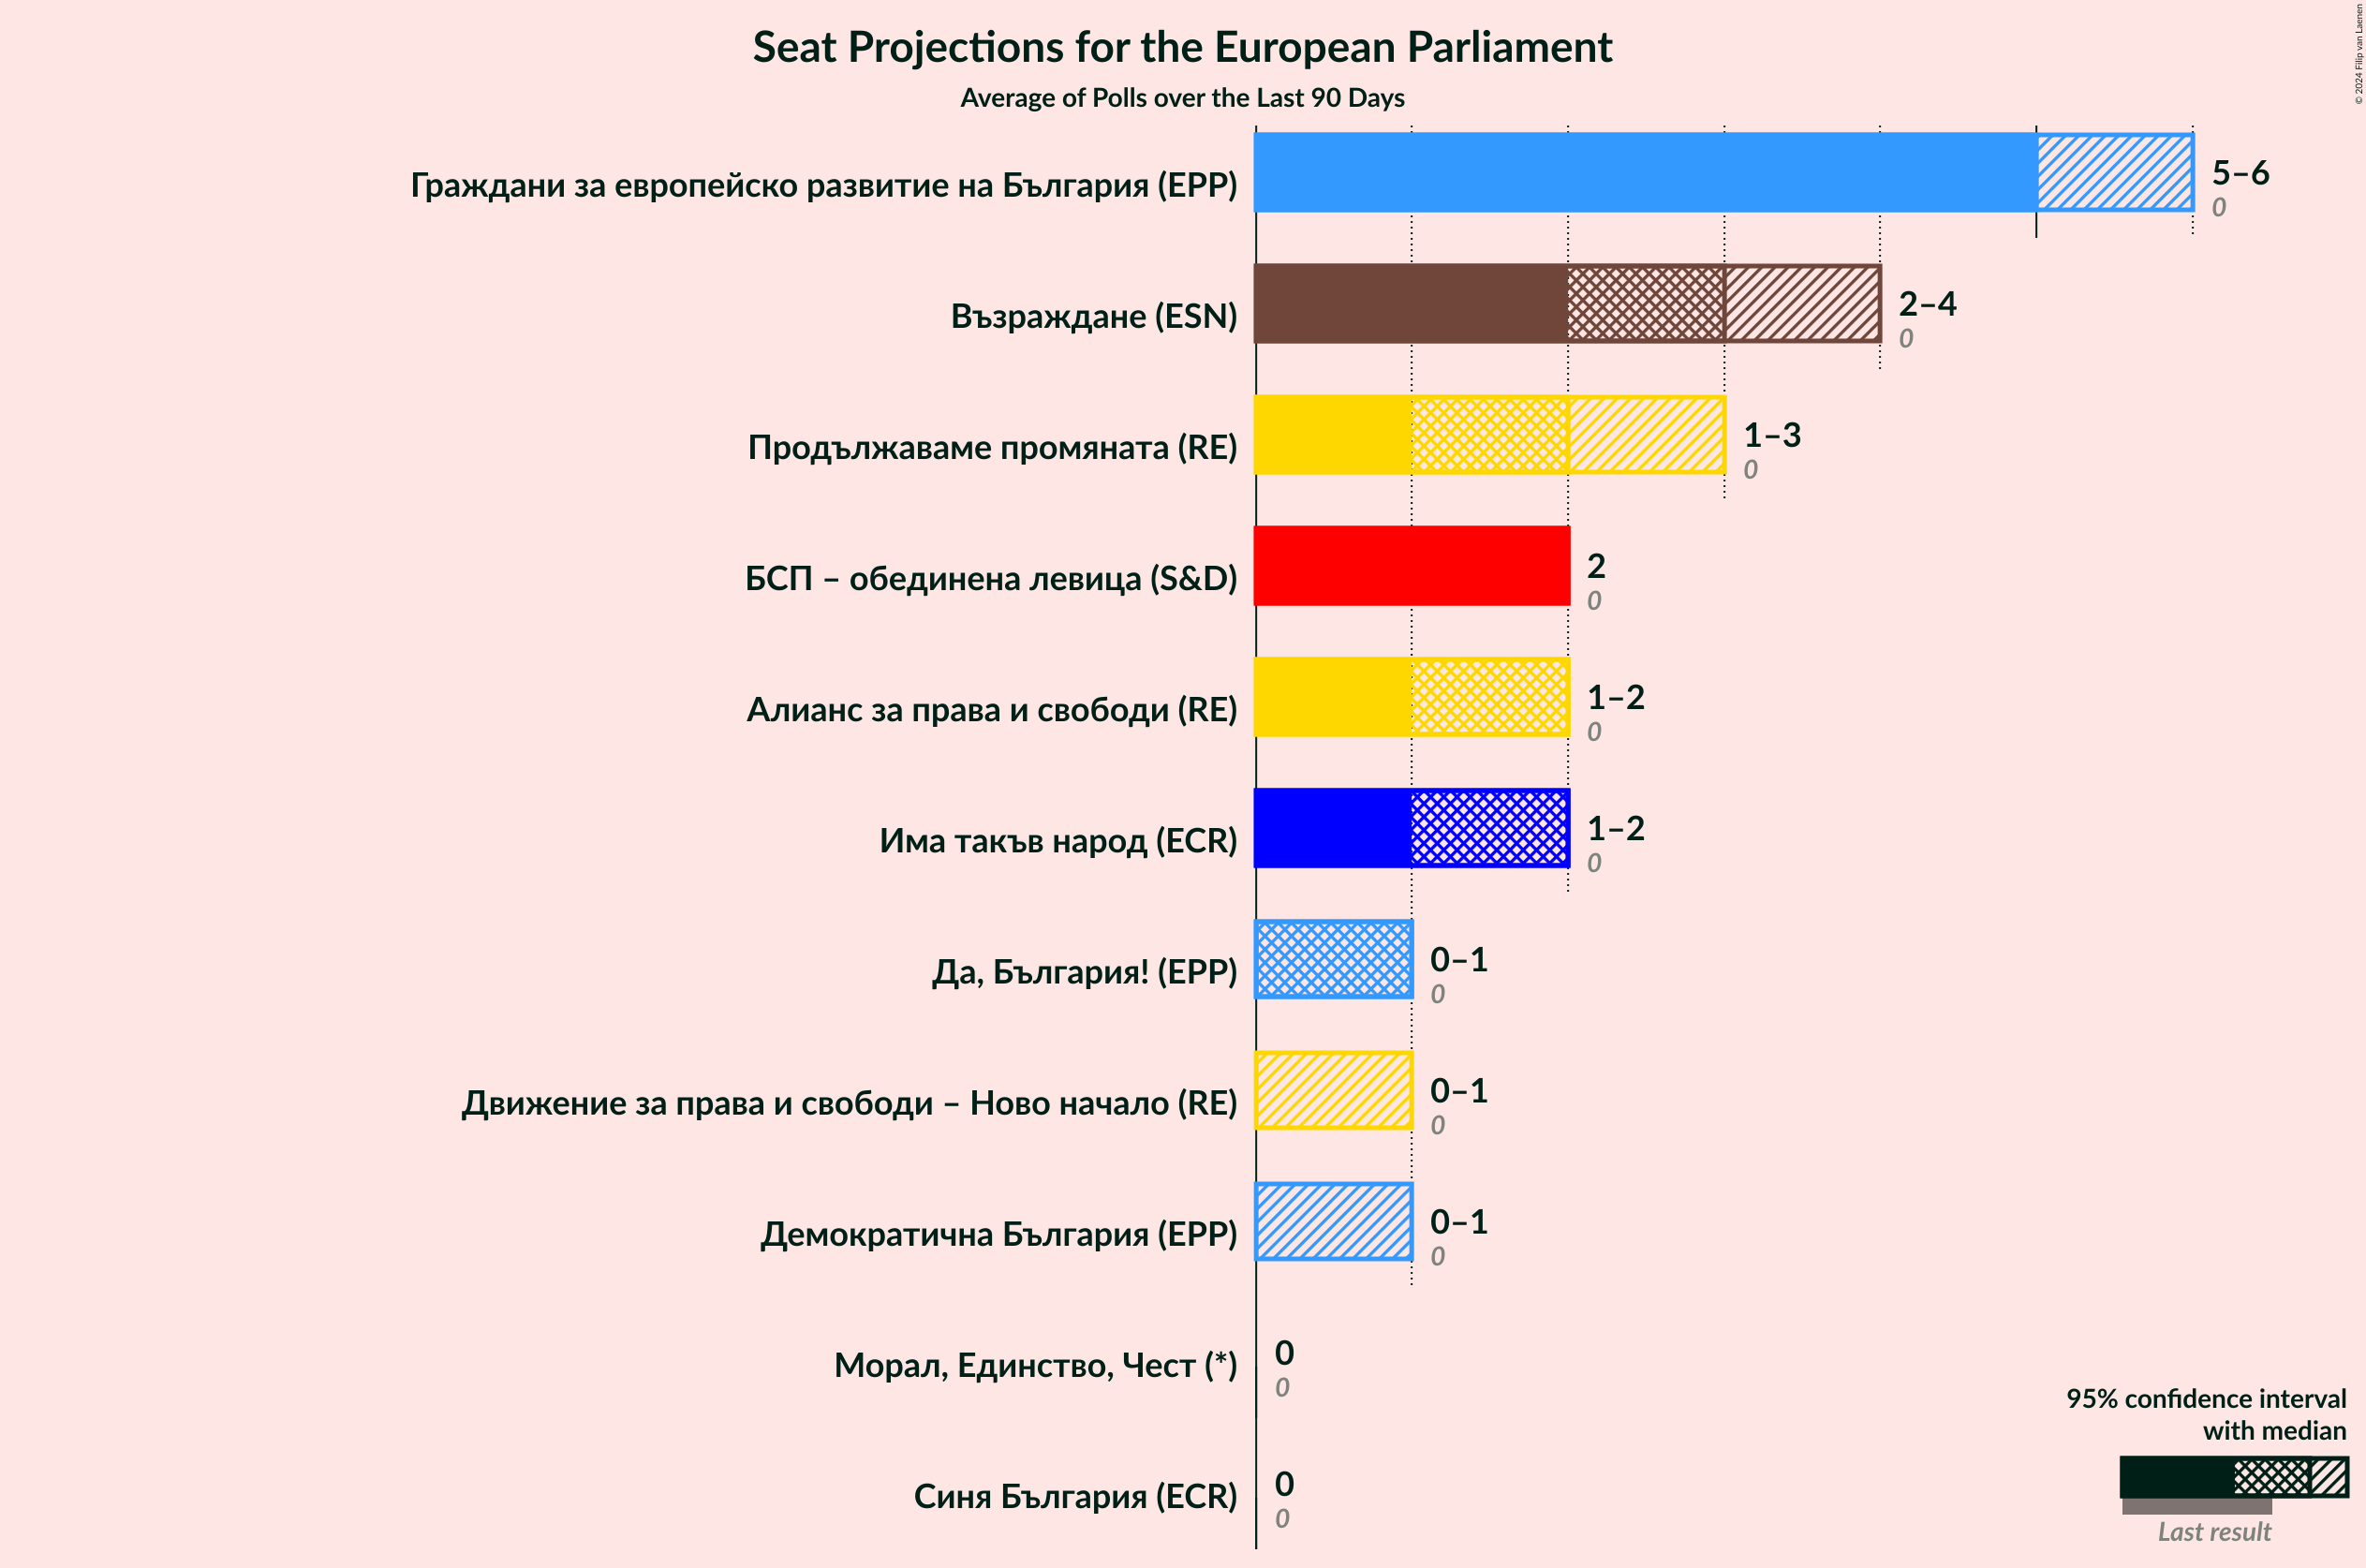 Seat Projections for the European Parliament
Average of Polls over the Last 90 Days
© 2024 Filip van Laenen
Граждани за европейско развитие на България (EPP)
5–6
0
Възраждане (ESN)
2–4
0
Продължаваме промяната (RE)
1–3
0
БСП – обединена левица (S&D)
2
0
Алианс за права и свободи (RE)
1–2
0
Има такъв народ (ECR)
1–2
0
Да, България! (EPP)
0–1
0
Движение за права и свободи – Ново начало (RE)
0–1
0
Демократична България (EPP)
0–1
0
Морал, Единство, Чест (*)
0
0
Синя България (ECR)
0
0
95% confidence interval
with median
Last result